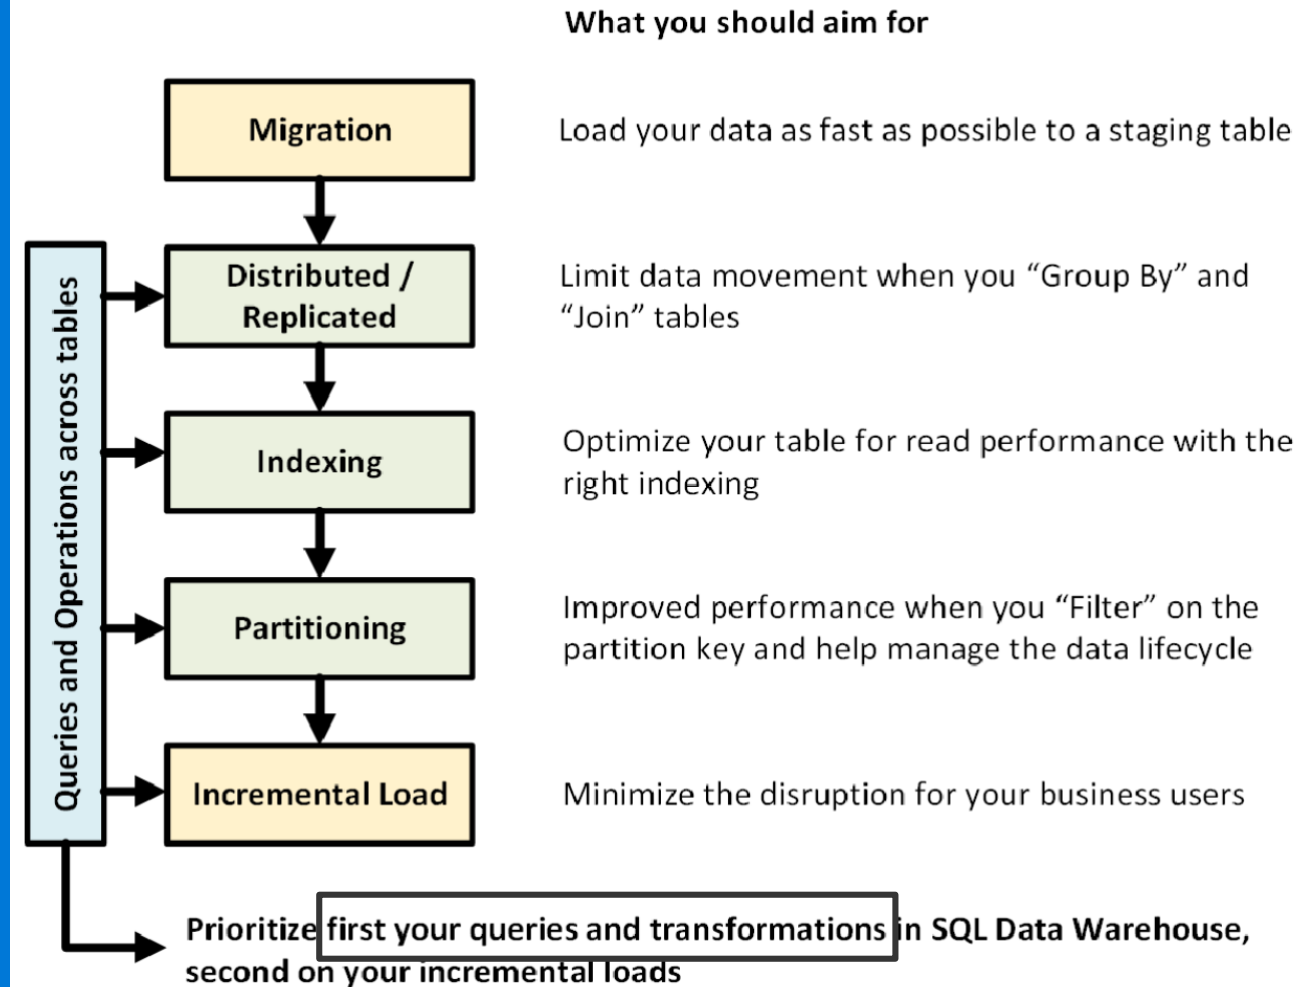 What you should aim for
Migration
Load your data as fast as possible to a staging table
Queries and Operations across tables
Distributed /
Replicated
Limit data movement when you “Group By” and
“Join” tables
Indexing
Optimize your table for read performance with the
right indexing
Partitioning
Improved performance when you “Filter” on the
partition key and help manage the data lifecycle
Incremental Load
Minimize the disruption for your business users
Prioritize first your queries and transformations in SQL Data Warehouse,
second on your incremental loads